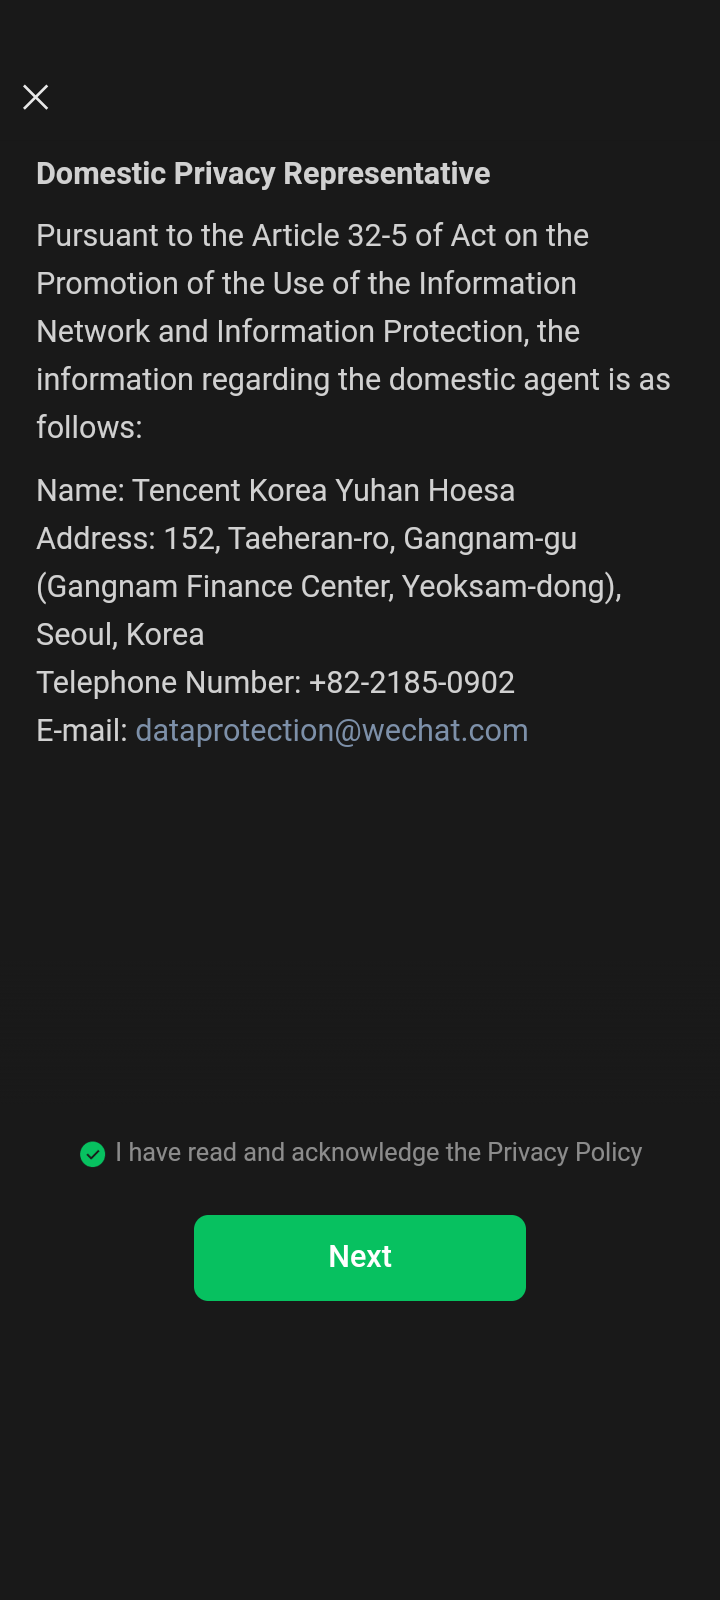 Domestic Privacy Representative
Pursuant to the Article 32-5 of Act on the
Promotion of the Use of the Information
Network and Information Protection, the
information regarding the domestic agent is as
follows:
Name: Tencent Korea Yuhan Hoesa
Address: 152, Taeheran-ro, Gangnam-gu
(Gangnam Finance Center, Yeoksam-dong),
Seoul, Korea
Telephone Number: +82-2185-0902
E-mail: dataprotection@wechat.com
I have read and acknowledge the Privacy Policy
Next